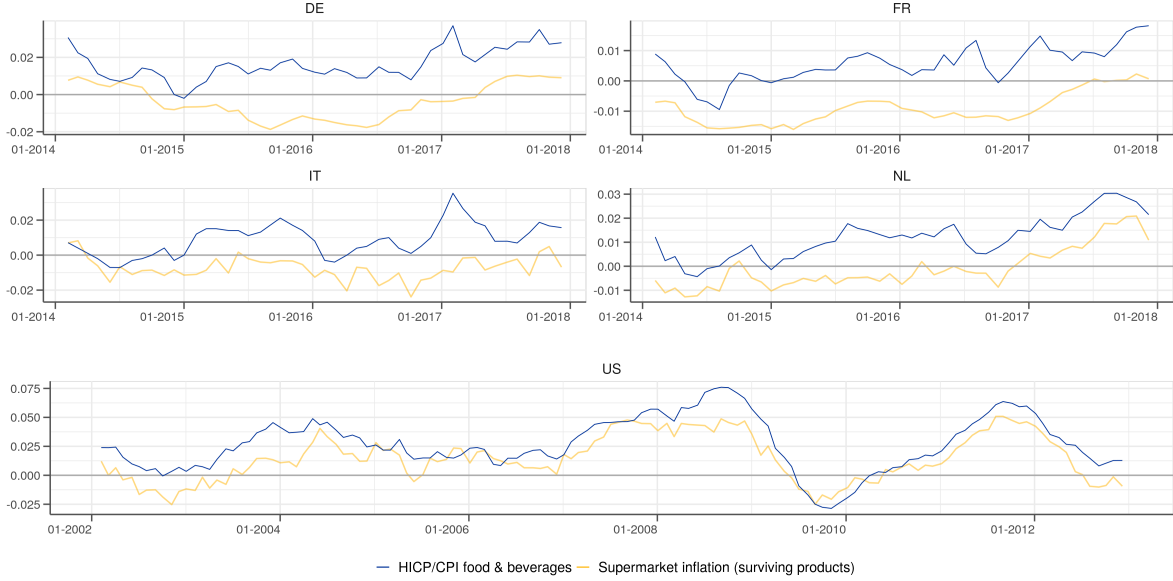 DE
0.02
0.00
-0.02
01-2014 01-2015 01-2016 01-2017 01-2018
FR
0.01
0.00
-0.01
01-2014 01-2015 01-2016 01-2017 01-2018
IT
0.02
0.00
-0.02
01-2014 01-2015 01-2016 01-2017 01-2018
NL
0.03
0.02
0.01
0.00
-0.01
01-2014 01-2015 01-2016 01-2017 01-2018
US
0.075
0.050
0.025
0.000
-0.025
01-2002 01-2004 01-2006 01-2008 01-2010 01-2012
HICP/CPI food & beverages Supermarket inflation (surviving products)